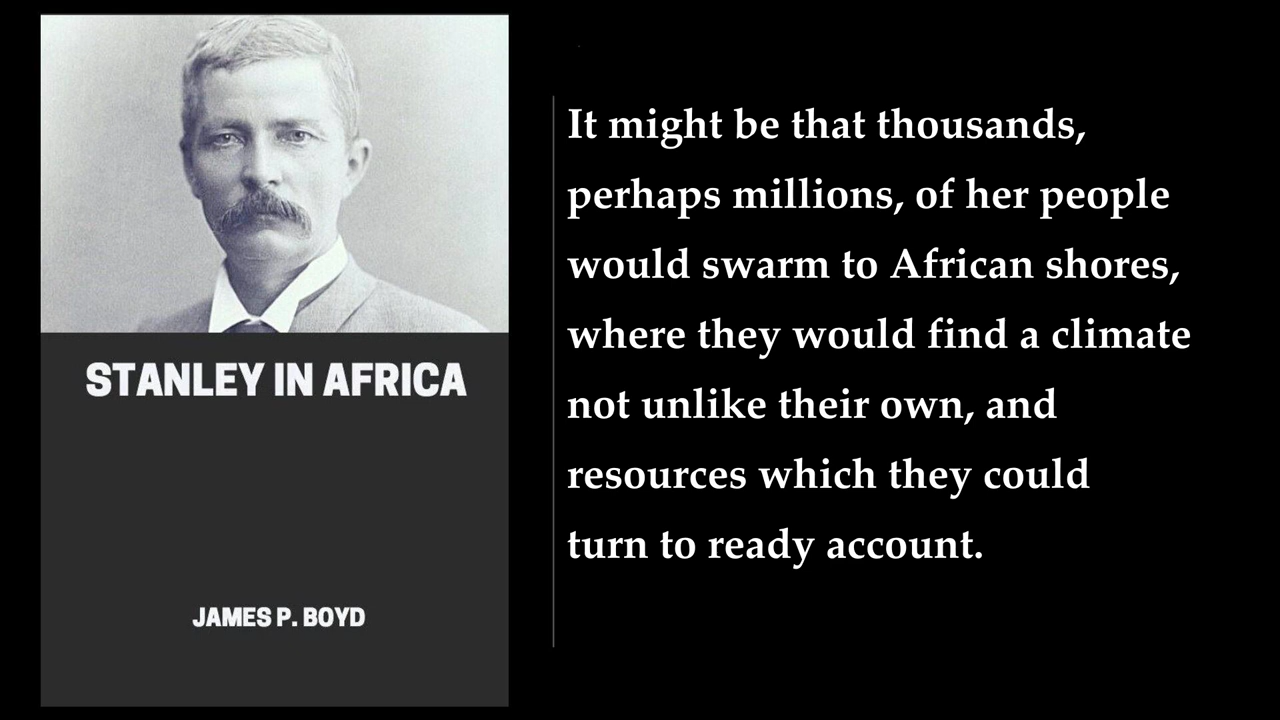 STANLEY IN AFRICA
JAMES P. BOYD
It might be that thousands,
perhaps millions, of her people
would swarm to African shores,
where they would find a climate
not unlike their own, and
resources which they could
turn to ready account.